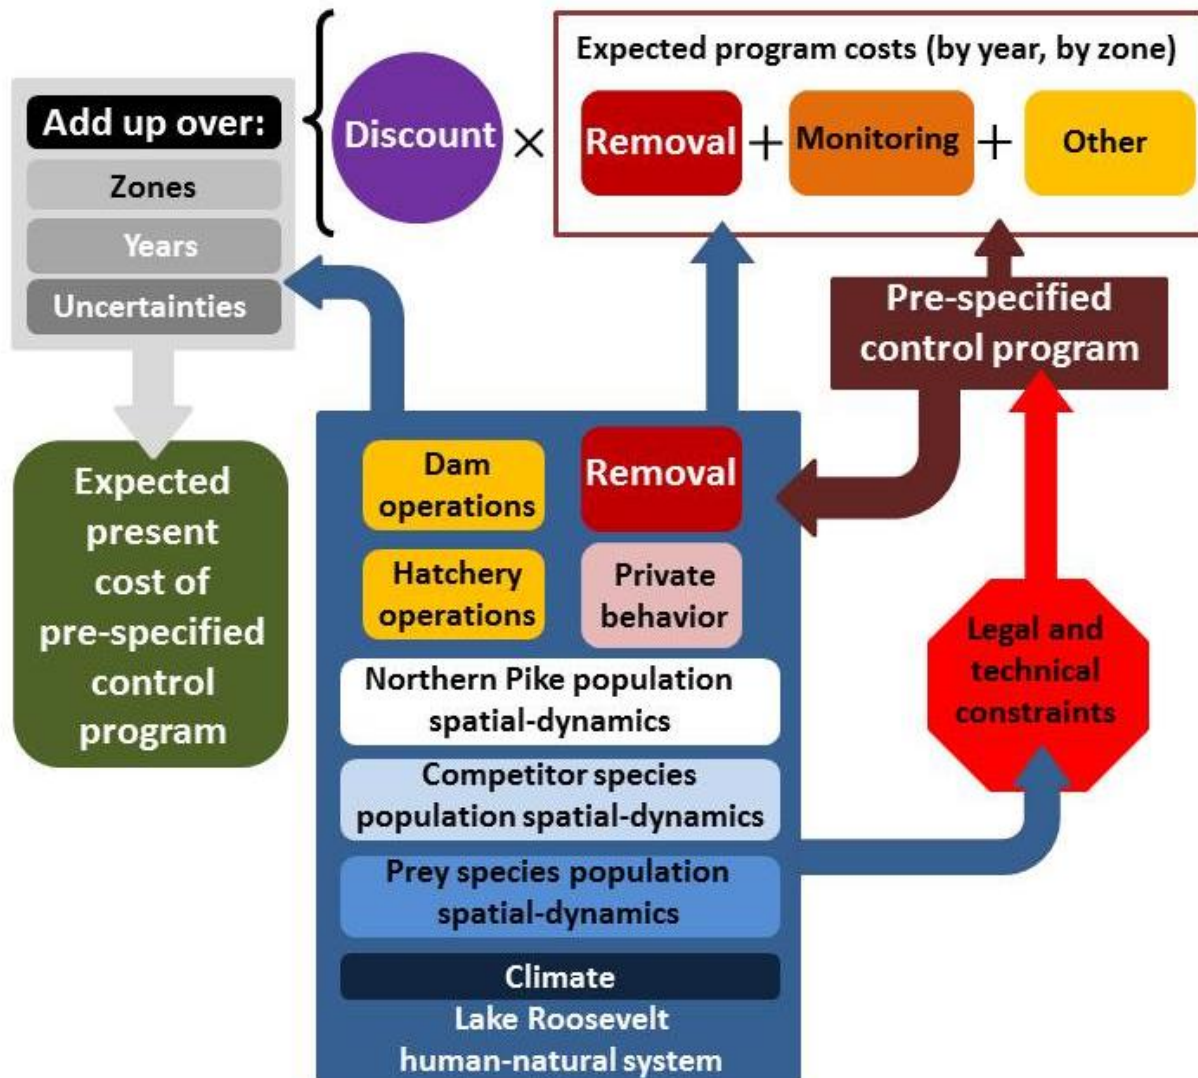 Expected program costs (by year, by zone)
Add up over:
Zones
Years
Uncertainties
Discount
×
Removal
+
Monitoring
+
Other
Pre-specified
control program
Expected
present
cost of
pre-specified
control
program
Dam
operations
Removal
Hatchery
operations
Private
behavior
Legal and
technical
constraints
Northern Pike population
spatial-dynamics
Competitor species
population spatial-dynamics
Prey species population
spatial-dynamics
Climate
Lake Roosevelt
human-natural system